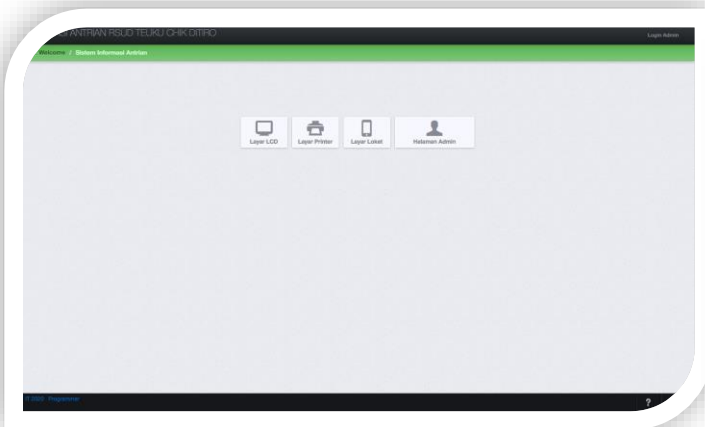 ANTRIAN RSUD TEUKU CHIK DITIRO
Login Admin
Welcome / Sistem Informasi Antrian
Layar LCD
Layar Printer
Layar Loket
Halaman Admin
Programmer
?